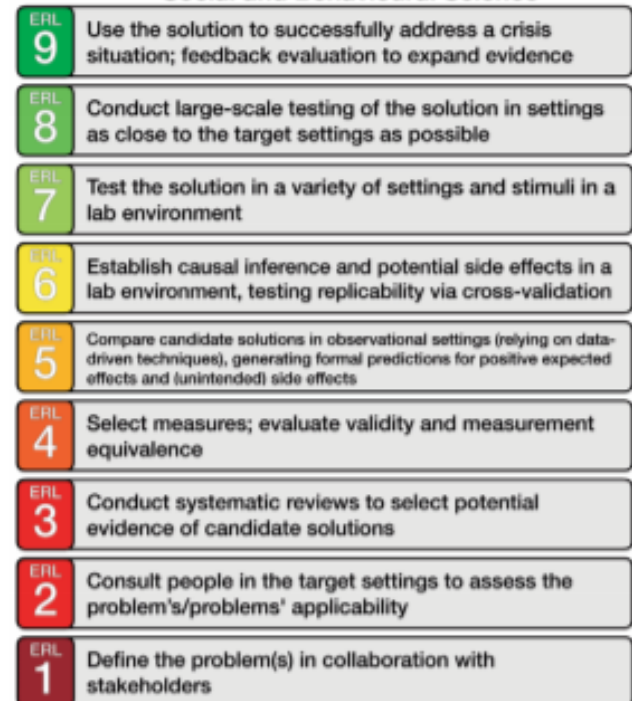 ERL
9
Use the solution to successfully address a crisis
situation; feedback evaluation to expand evidence
ERL
8
Conduct large-scale testing of the solution in settings
as close to the target settings as possible
ERL
7
Test the solution in a variety of settings and stimuli in a
lab environment
ERL
6
Establish causal inference and potential side effects in a
lab environment, testing replicability via cross-validation
ERL
5
Compare candidate solutions in observational settings (relying on data-
driven techniques), generating formal predictions for positive expected
effects and (unintended) side effects
ERL
4
Select measures; evaluate validity and measurement
equivalence
ERL
3
Conduct systematic reviews to select potential
evidence of candidate solutions
ERL
2
Consult people in the target settings to assess the
problem's/problems' applicability
ERL
1
Define the problem(s) in collaboration with
stakeholders